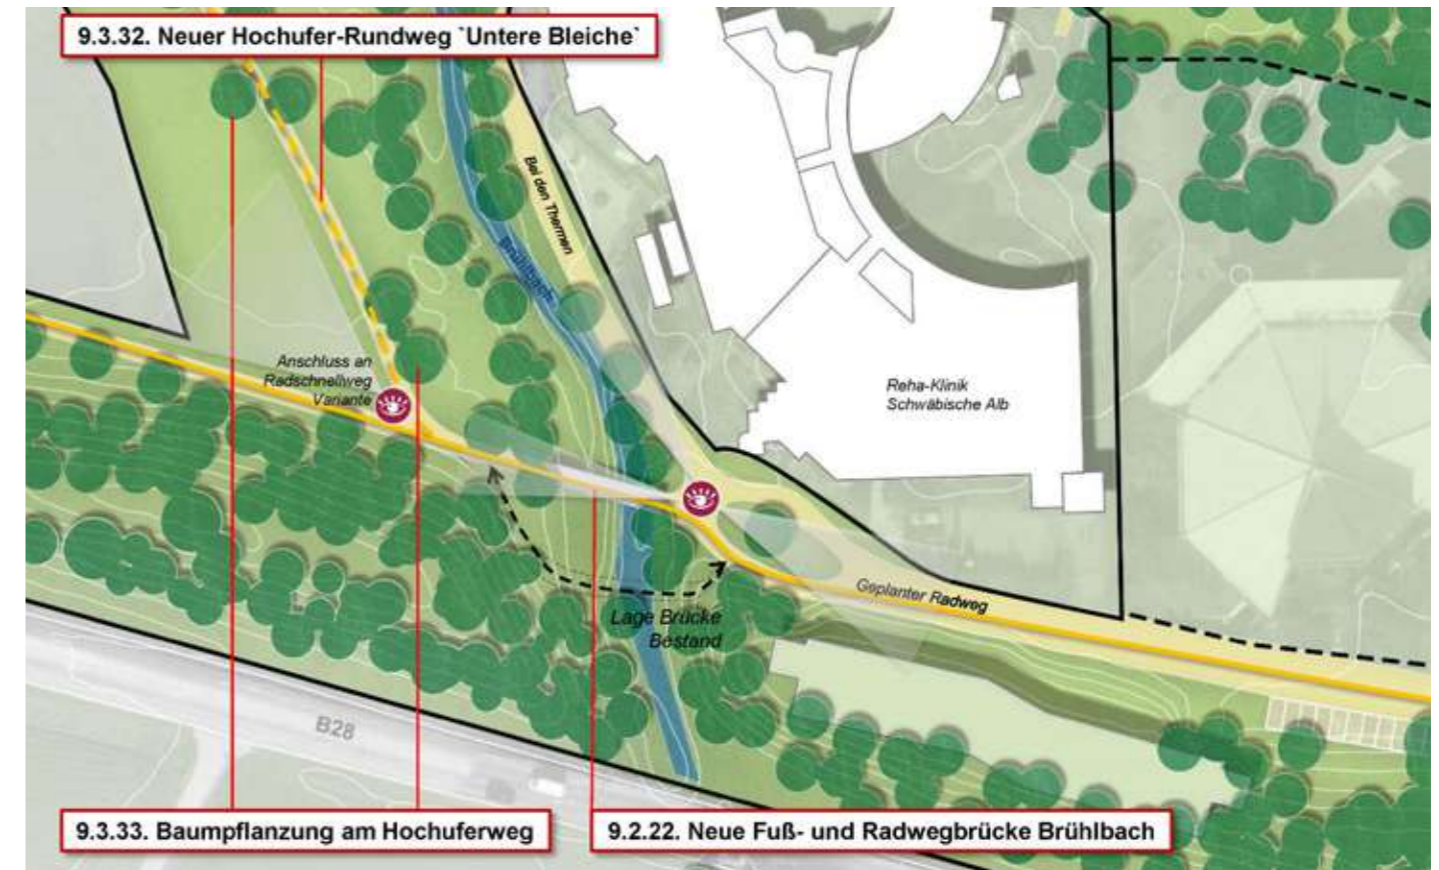 9.3.32. Neuer Hochufer-Rundweg `Untere Bleiche`
Bei den Thermen
Brühlbach
Anschluss an
Radschnellweg
Variante
Reha-Klinik
Schwäbische Alb
Geplanter Radweg
Lage Brücke
Bestand
B28
9.3.33. Baumpflanzung am Hochuferweg
9.2.22. Neue Fuß- und Radwegbrücke Brühlbach